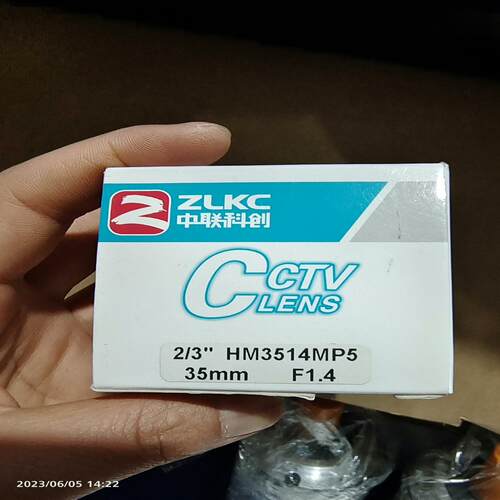 ZLKC
中联科创
CCTV
LENS
2/3" HM3514MP5
35mm F1.4
2023/06/05 14:22